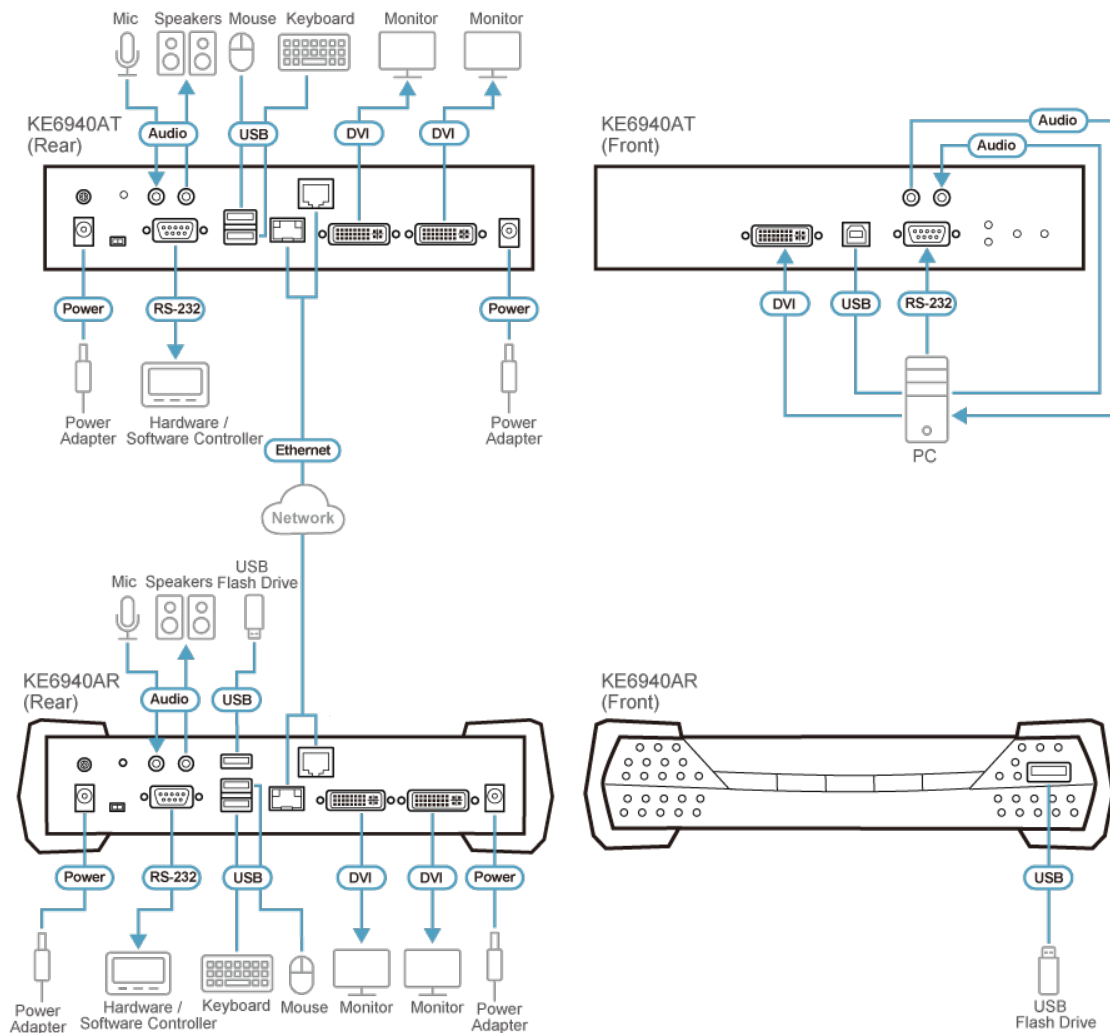 Mic
Speakers
Mouse
Keyboard
Monitor
Monitor
KE6940AT
(Rear)
Audio
USB
DVI
DVI
Power
RS-232
Power
Power
Adapter
Hardware /
Software Controller
Power
Adapter
Ethernet
Network
KE6940AT
(Front)
Audio
Audio
DVI
USB
RS-232
PC
Mic
Speakers
USB
Flash Drive
KE6940AR
(Rear)
Audio
USB
Power
RS-232
USB
DVI
DVI
Power
Power
Adapter
Hardware /
Software Controller
Keyboard
Mouse
Monitor
Monitor
Power
Adapter
KE6940AR
(Front)
USB
USB
Flash Drive